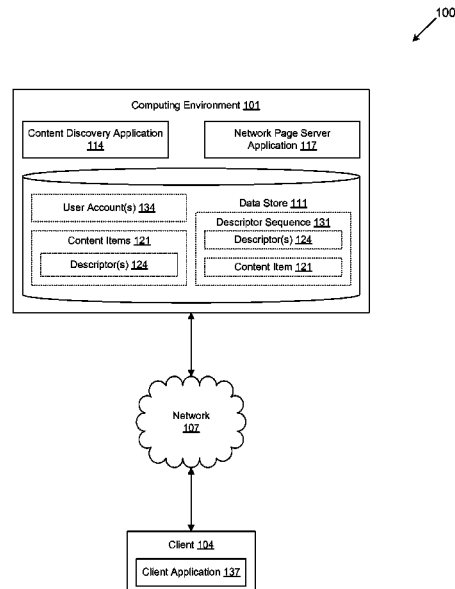 100
Computing Environment 101
Content Discovery Application
114
Network Page Server
Application 117
User Account(s) 134
Data Store 111
Descriptor Sequence 131
Content Items 121
Descriptor(s) 124
Descriptor(s) 124
Content Item 121
Network
107
Client 104
Client Application 137